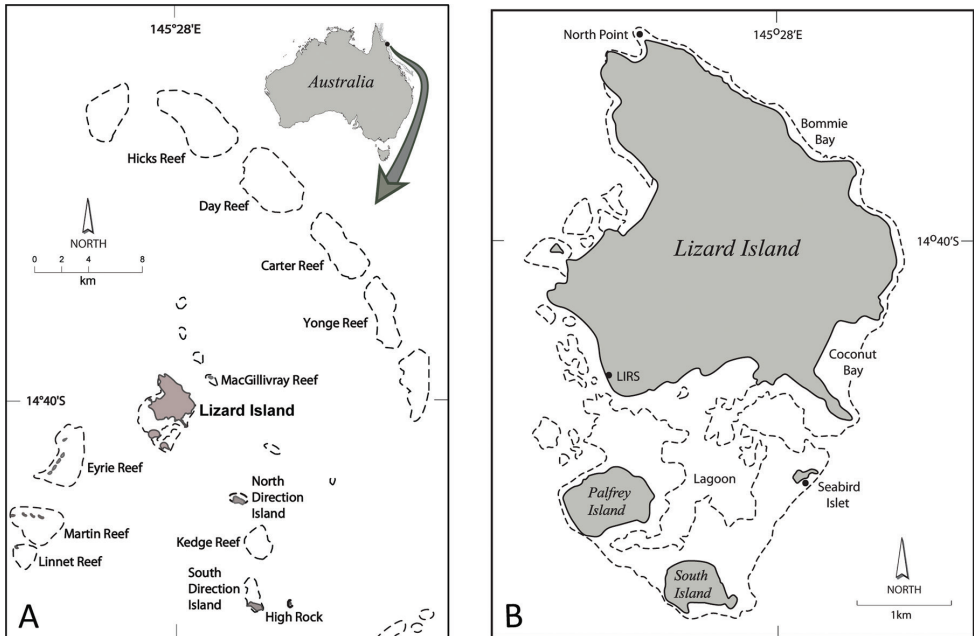 145°28'E
Australia
Hicks Reef
Day Reef
NORTH
0 2 4 8
km
Carter Reef
Yonge Reef
MacGillivray Reef
14°40'S
Lizard Island
Eyrie Reef
North
Direction
Island
Martin Reef
Kedge Reef
Linnet Reef
South
Direction
Island
High Rock
A
145°28'E
North Point
Bommie
Bay
14°40'S
Lizard Island
Coconut
Bay
LIRS
Lagoon
Seabird
Islet
Palfrey
Island
South
Island
NORTH
1km
B